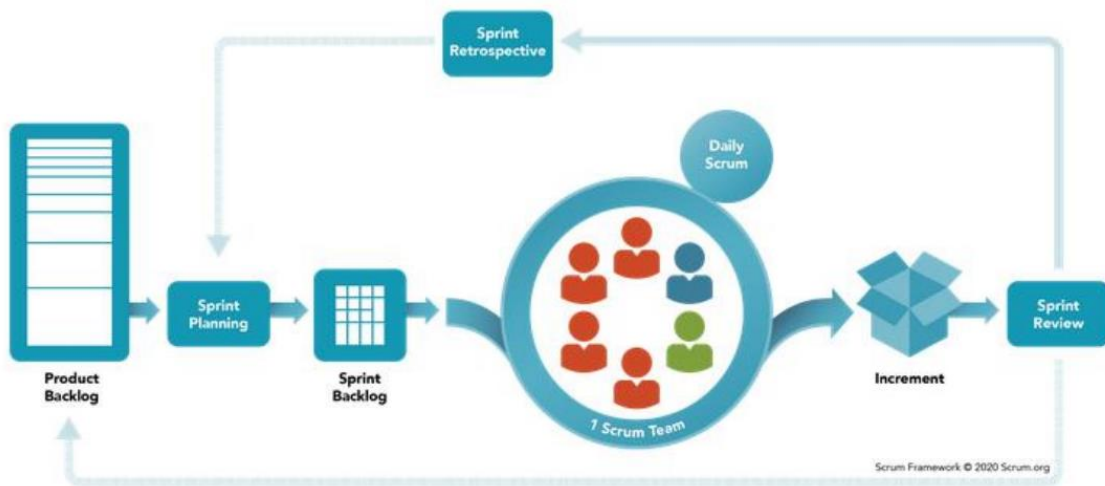 Sprint
Retrospective
Daily
Scrum
Sprint
Planning
Product
Backlog
Sprint
Backlog
1 Scrum Team
Increment
Sprint
Review
Scrum Framework © 2020 Scrum.org